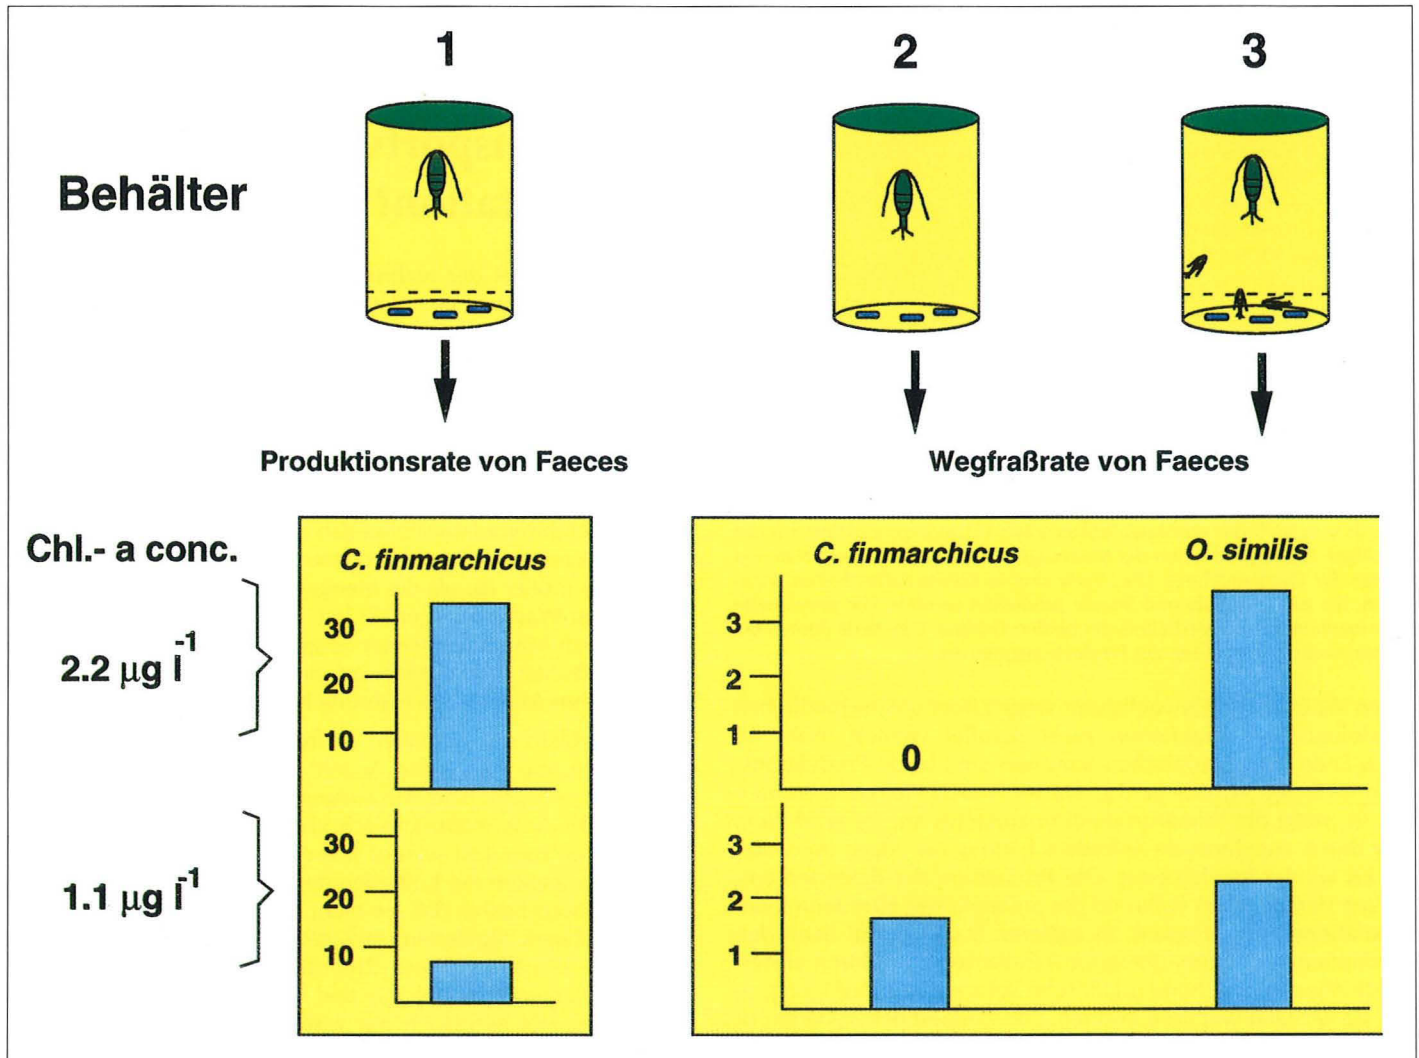 1 2 3
Behälter
Produktionsrate von Faeces Wegfraßrate von Faeces
Chl.- a conc.
C. finmarchicus C. finmarchicus O. similis
2.2 µg l-1
30
20
10
3
2
1
0
1.1 µg l-1
30
20
10
3
2
1